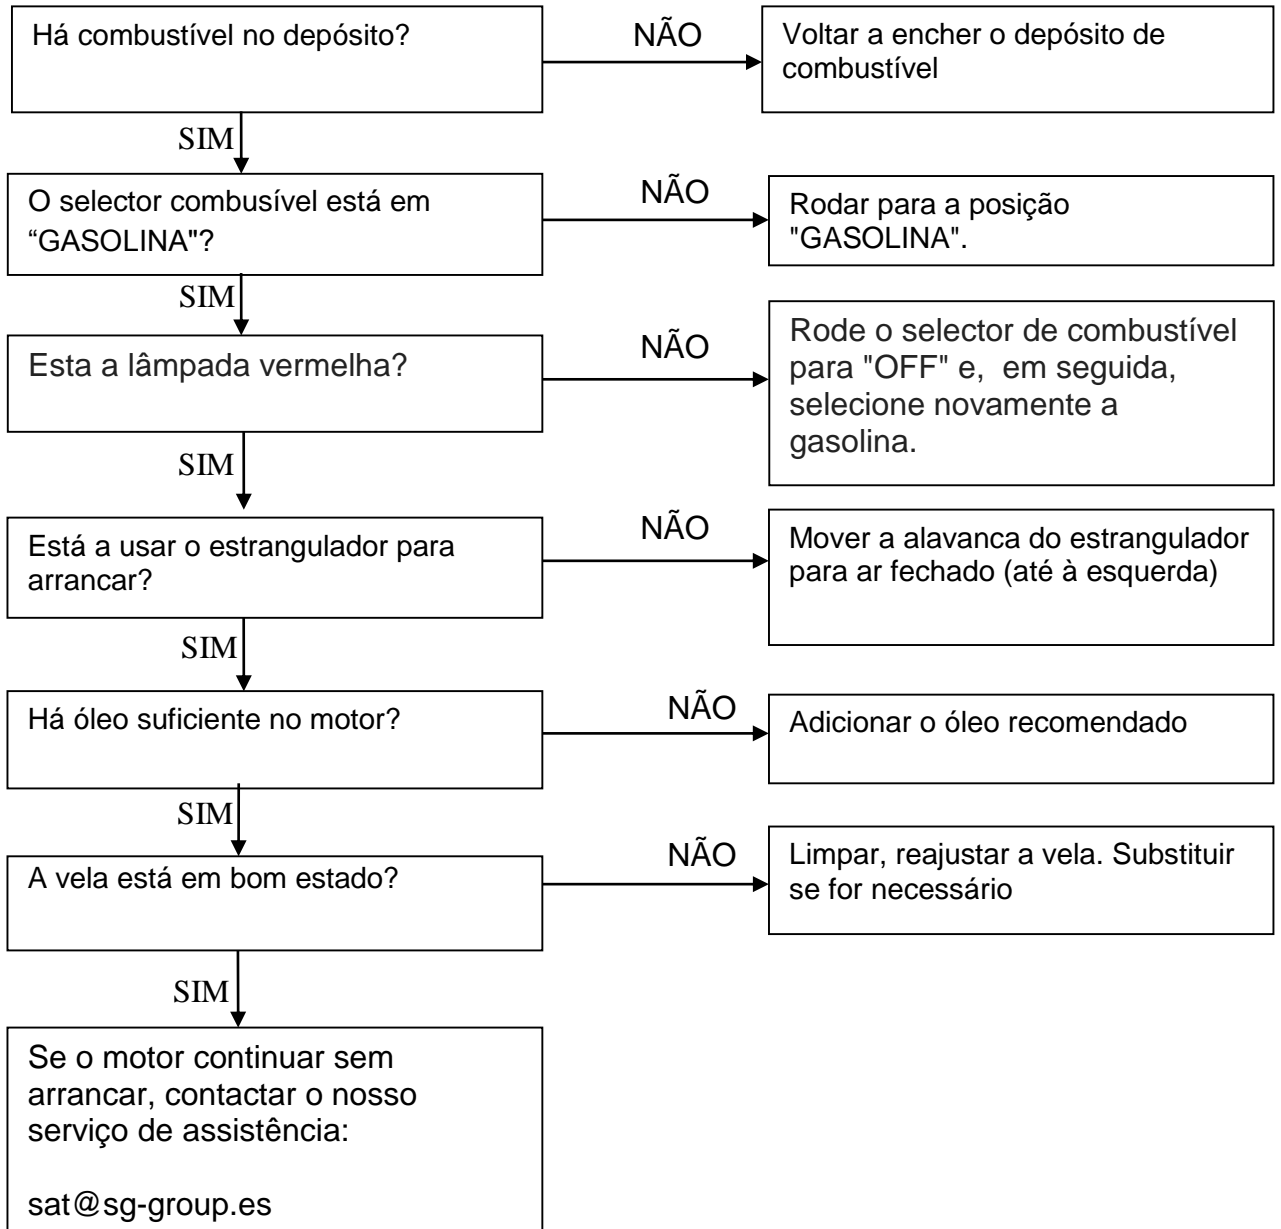 Há combustível no depósito?
NÃO
Voltar a encher o depósito de
combustível
SIM
O selector combusível está em
“GASOLINA"?
NÃO
Rodar para a posição
"GASOLINA".
SIM
Esta a lâmpada vermelha?
NÃO
Rode o selector de combustível
para "OFF" e, em seguida,
selecione novamente a
gasolina.
SIM
Está a usar o estrangulador para
arrancar?
NÃO
Mover a alavanca do estrangulador
para ar fechado (até à esquerda)
SIM
Há óleo suficiente no motor?
NÃO
Adicionar o óleo recomendado
SIM
A vela está em bom estado?
NÃO
Limpar, reajustar a vela. Substituir
se for necessário
SIM
Se o motor continuar sem
arrancar, contactar o nosso
serviço de assistência:
sat@sg-group.es